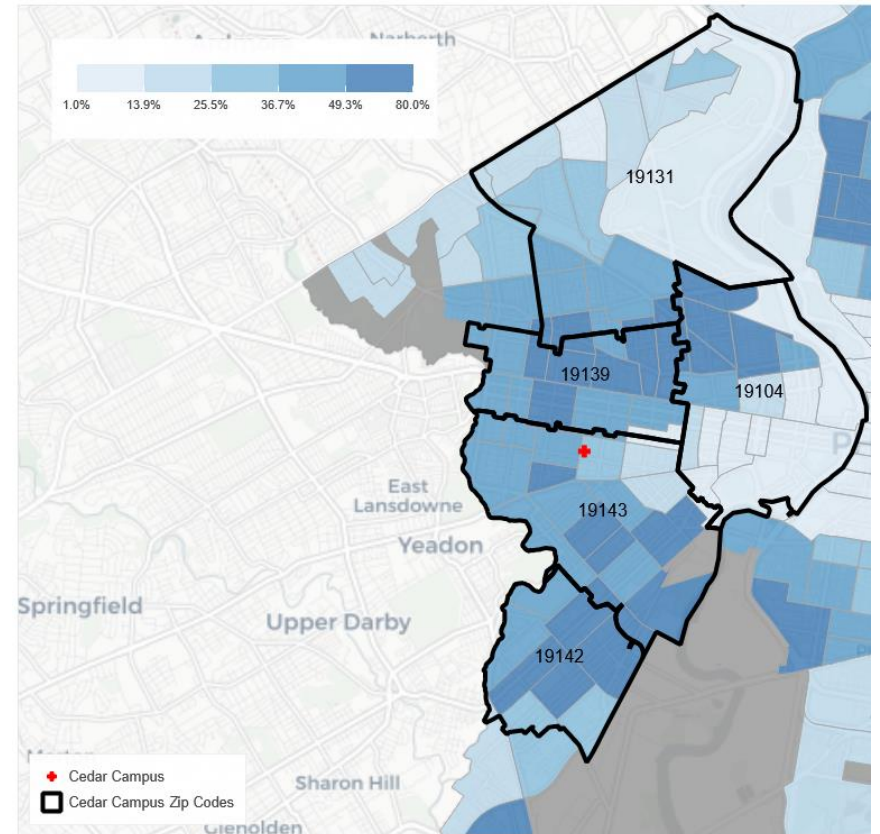 Narberth
1.0% 13.9% 25.5% 36.7% 49.3% 80.0%
19131
19139
19104
East
Lansdowne
19143
Yeadon
Springfield
Upper Darby
19142
Cedar Campus
Cedar Campus Zip Codes
Sharon Hill
Glenolden